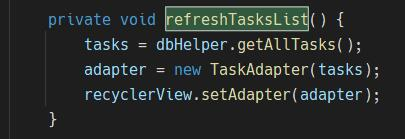 private void refreshTasksList() {
    tasks = dbHelper.getAllTasks();
    adapter = new TaskAdapter(tasks);
    recyclerView.setAdapter(adapter);
}